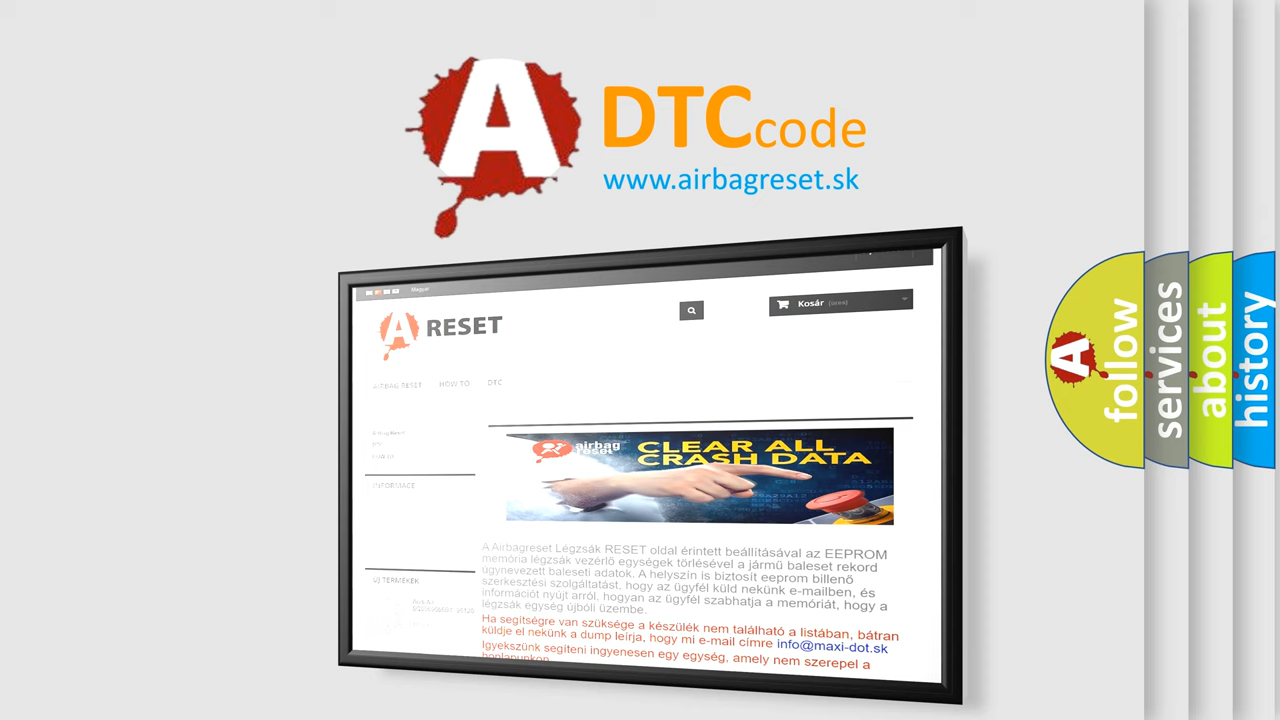 A
DTCcode
www.airbagreset.sk
Magyar
Kosár (üres)
A RESET
AIRBAG RESET HOW TO DTC
INFORMACE
ÚJ TERMÉKEK
airbag
reset
CLEAR ALL
CRASH DATA
A Airbagreset Légzsák RESET oldal érintett beállításával az EEPROM
memória légzsák vezérlő egységek törlésével a jármű baleset rekord
úgynevezett baleseti adatok. A helyszín is biztosít eeprom billenő
szerkesztési szolgáltatást, hogy az ügyfél küld nekünk e-mailben, és
információt nyújt arról, hogyan az ügyfél szabhatja a memóriát, hogy a
légzsák egység újbóli üzembe.
Ha segítségre van szüksége a készülék nem található a listában, bátran
küldje el nekünk a dump leírja, hogy mi e-mail címre info@maxi-dot.sk
Igyekszünk segíteni ingyenesen egy egység, amely nem szerepel a
honlapunkon
A
follow
services
about
history